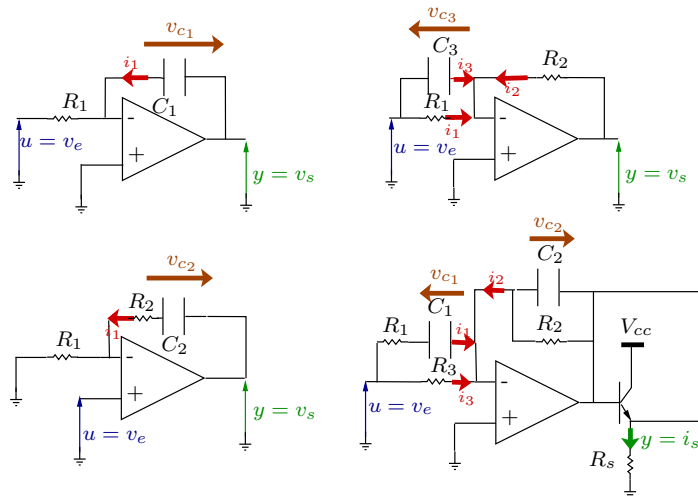 v_{c_1}
i_1
C_1
R_1
-
+
u = v_e
y = v_s
v_{c_3}
C_3
i_3
R_2
i_2
R_1
i_1
-
+
u = v_e
y = v_s
v_{c_2}
R_2
i_1
C_2
R_1
-
+
u = v_e
y = v_s
v_{c_2}
C_2
v_{c_1}
i_2
C_1
R_1
i_1
R_2
V_{cc}
R_3
i_3
-
+
u = v_e
y = i_s
R_s